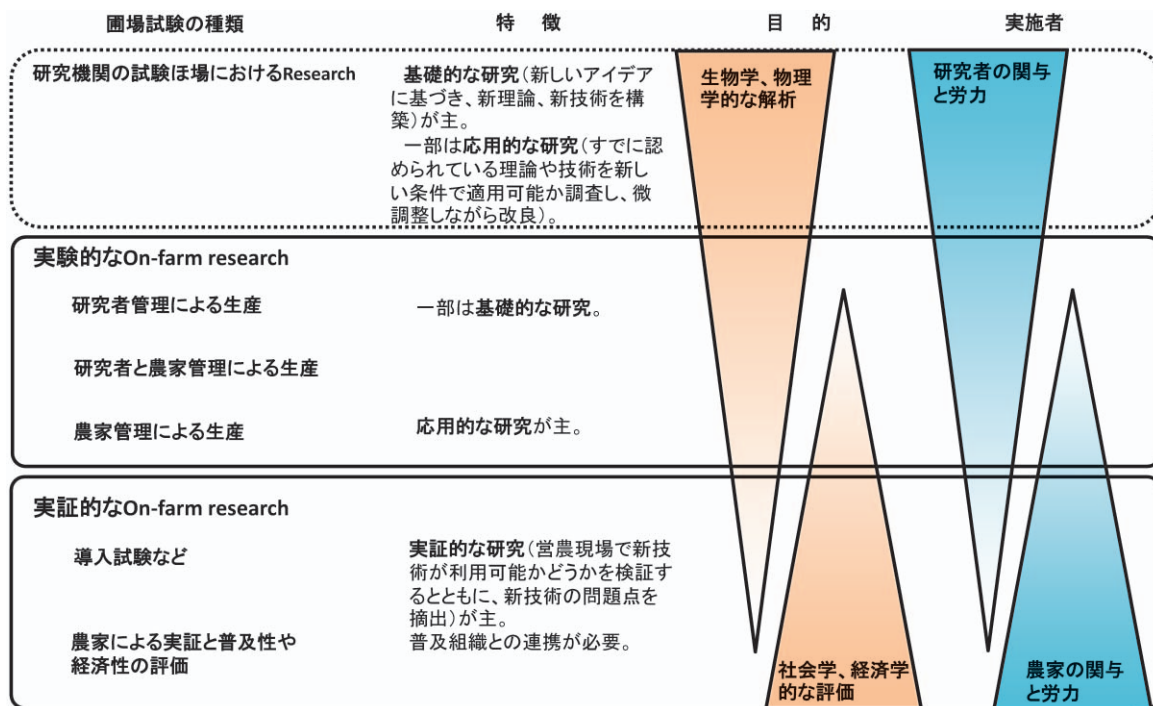 圃場試験の種類
特　徴
目　的
実施者
研究機関の試験ほ場におけるResearch
基礎的な研究(新しいアイデア
に基づき、新理論、新技術を構
築)が主。
一部は応用的な研究(すでに認
められている理論や技術を新し
い条件で適用可能か調査し、微
調整しながら改良)。
生物学、物理
学的な解析
研究者の関与
と労力
実験的なOn-farm research
研究者管理による生産
一部は基礎的な研究。
研究者と農家管理による生産
農家管理による生産
応用的な研究が主。
実証的なOn-farm research
導入試験など
実証的な研究(営農現場で新技
術が利用可能かどうかを検証す
るとともに、新技術の問題点を
摘出)が主。
農家による実証と普及性や
経済性の評価
普及組織との連携が必要。
社会学、経済学
的な評価
農家の関与
と労力